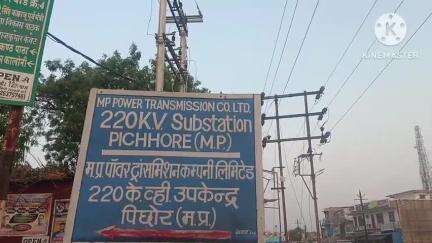 KINEMASTER
MP POWER TRANSMISSION CO. LTD.
220KV. Substation
PICHHORE (M.P.)
म.प्र पॉवर ट्रांसमिशन कम्पनी लिमिटेड
220 के.व्ही उपकेन्द्र
पिछोर (म.प्र)